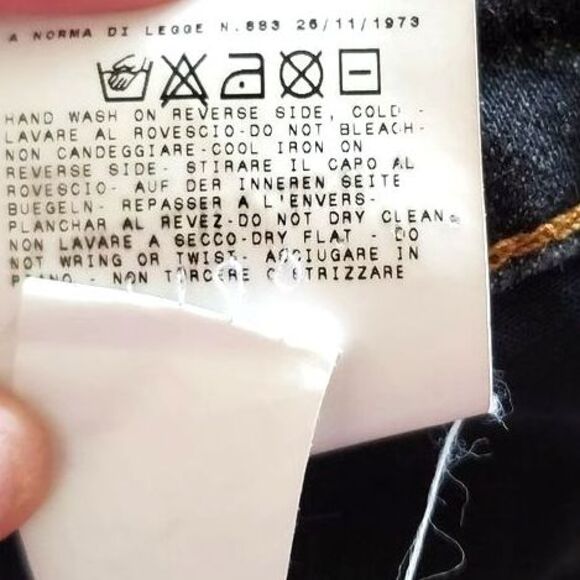 A NORMA DI LEGGE N.883 26/11/1973
HAND WASH ON REVERSE SIDE, COLD -
LAVARE AL ROVESCIO-DO NOT BLEACH-
NON CANDEGGIARE-COOL IRON ON
REVERSE SIDE- STIRARE IL CAPO AL
ROVESCIO- AUF DER INNEREN SEITE
BUEGELN- REPASSER A L'ENVERS-
PLANCHAR AL REVEZ-DO NOT DRY CLEAN
NON LAVARE A SECCO-DRY FLAT - DO
NOT WRING OR TWIST- ASCIUGARE IN
PIANO - NON TORCERE O STRIZZARE